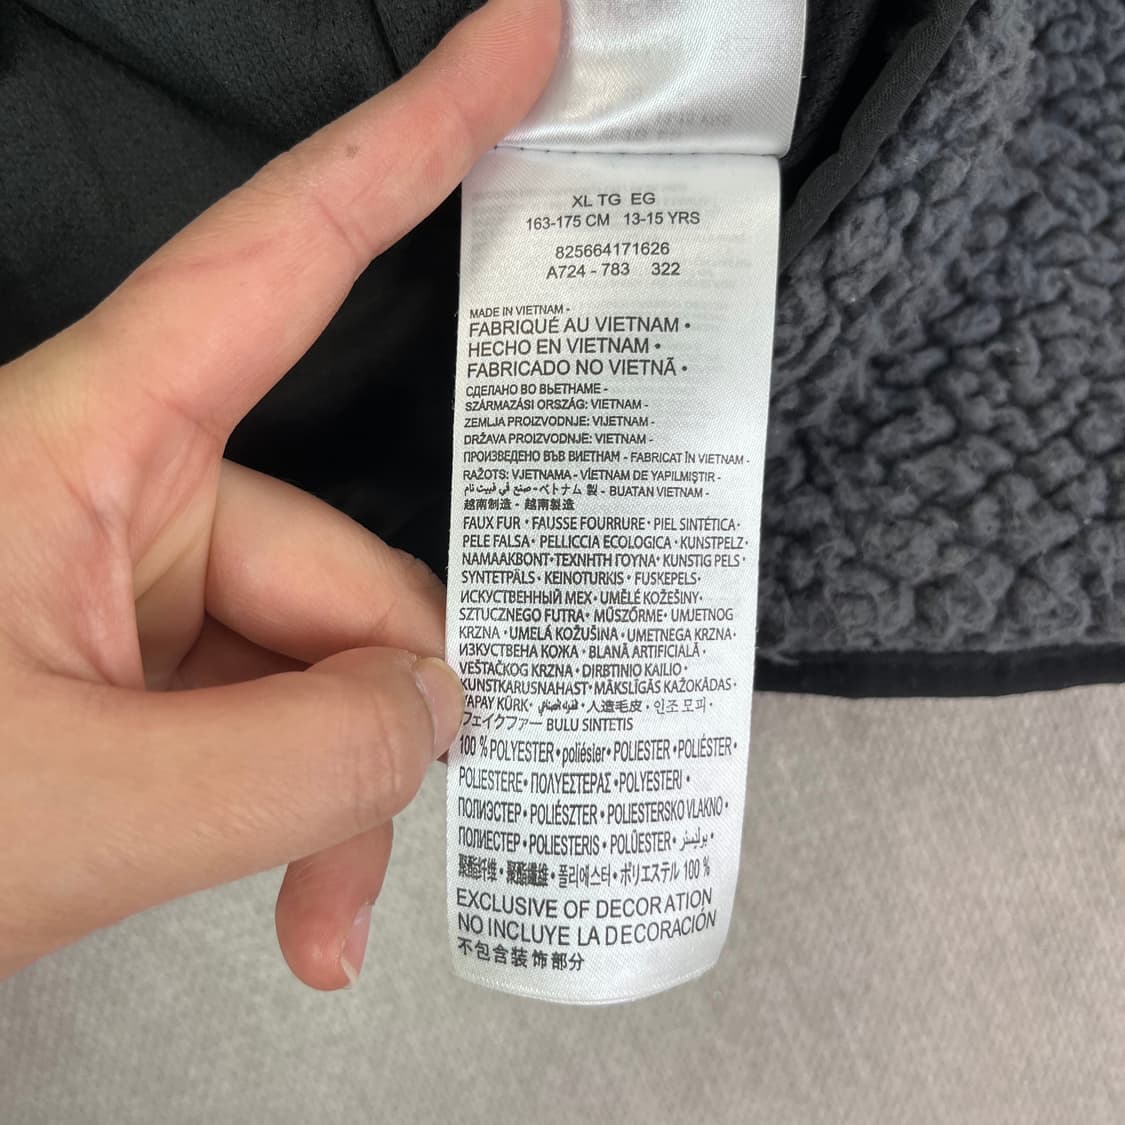 XL TG EG
163-175 CM 13-15 YRS
825664171626
A724 - 783 322
MADE IN VIETNAM -
FABRIQUÉ AU VIETNAM •
HECHO EN VIETNAM •
FABRICADO NO VIETNÃ •
СДЕЛАНО ВО ВЬЕТНАМЕ -
SZÁRMAZÁSI ORSZÁG: VIETNAM -
ZEMLJA PROIZVODNJE: VIJETNAM -
DRŽAVA PROIZVODNJE: VIETNAM -
ПРОИЗВЕДЕНО ВЪВ ВИЕТНАМ - FABRICAT ÎN VIETNAM -
RAŽOTS: VJETNAMA - VİETNAM DE YAPILMIŞTIR -
صنع في فييت نام - ベトナム 製 - BUATAN VIETNAM -
越南制造 - 越南製造
FAUX FUR • FAUSSE FOURRURE • PIEL SINTÉTICA •
PELE FALSA • PELLICCIA ECOLOGICA • KUNSTPELZ •
NAMAAKBONT • ΤΕΧΝΗΤΗ ΓΟΥΝΑ • KUNSTIG PELS •
SYNTETPÄLS • KEINOTURKIS • FUSKEPELS •
ИСКУСТВЕННЫЙ МЕХ • UMĚLÉ KOŽEŠINY •
SZTUCZNEGO FUTRA • MŰSZŐRME • UMJETNOG
KRZNA • UMELÁ KOŽUŠINA • UMETNEGA KRZNA •
ИЗКУСТВЕНА КОЖА • BLANĂ ARTIFICIALĂ •
VEŠTAČKOG KRZNA • DIRBTINIO KAILIO •
KUNSTKARUSNAHAST • MĀKSLĪGĀS KAŽOKĀDAS •
YAPAY KÜRK • 人造毛皮 • 인조 모피 •
フェイクファー BULU SINTETIS
100 % POLYESTER • poliésier • POLIESTER • POLIÉSTER •
POLIESTERE • ΠΟΛΥΕΣΤΕΡΑΣ • POLYESTERI •
ПОЛИЭСТЕР • POLIÉSZTER • POLIESTERSKO VLAKNO •
ПОЛИЕСТЕР • POLIESTERIS • POLÜESTER • بوليستر •
聚酯纤维 • 聚酯纖維 • 폴리에스터 • ポリエステル 100 %
EXCLUSIVE OF DECORATION
NO INCLUYE LA DECORACIÓN
不包含装饰部分